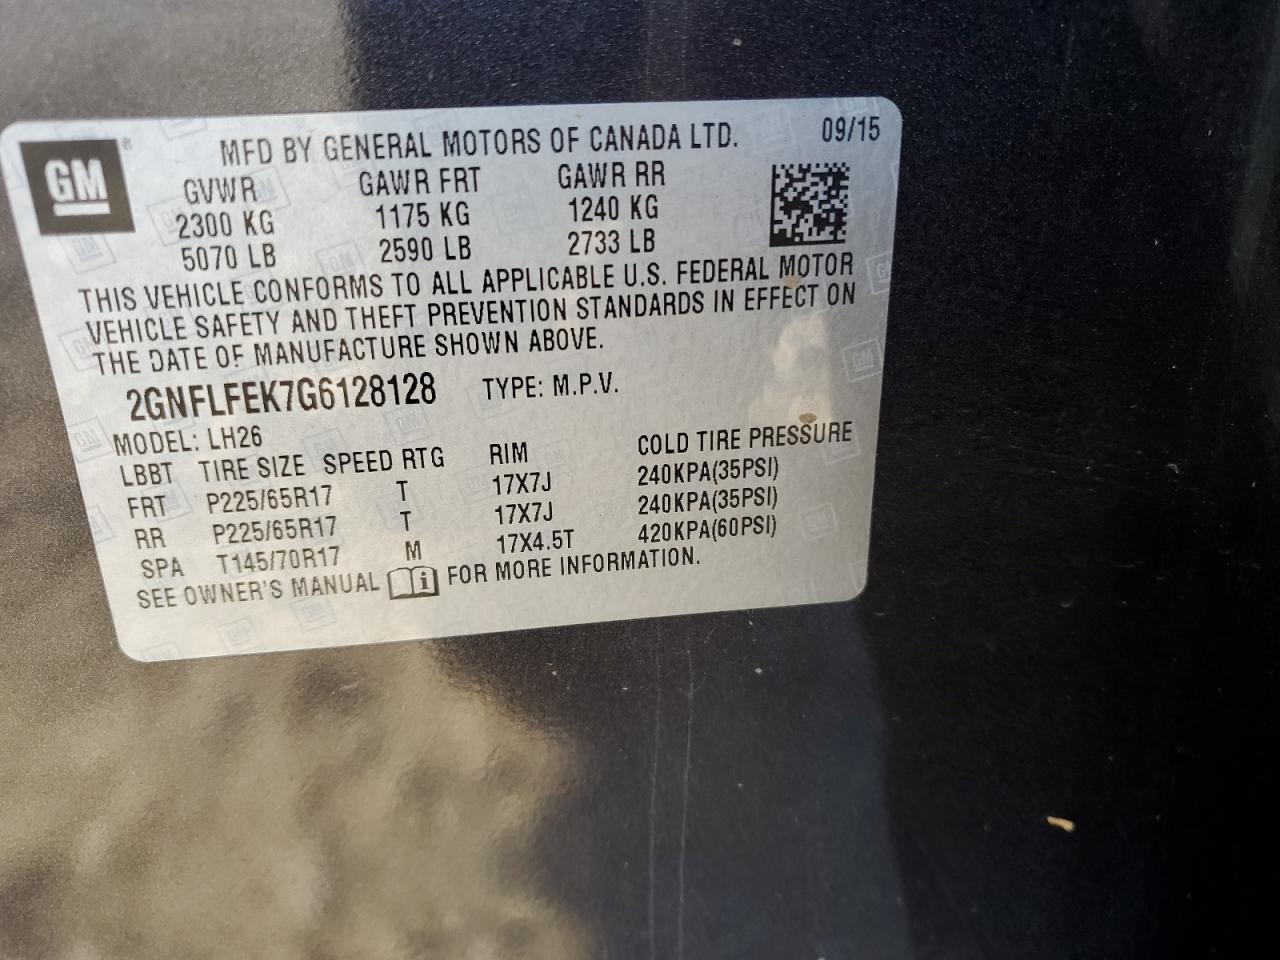 GM®
MFD BY GENERAL MOTORS OF CANADA LTD. 09/15
GVWR GAWR FRT GAWR RR
2300 KG 1175 KG 1240 KG
5070 LB 2590 LB 2733 LB
THIS VEHICLE CONFORMS TO ALL APPLICABLE U.S. FEDERAL MOTOR
VEHICLE SAFETY AND THEFT PREVENTION STANDARDS IN EFFECT ON
THE DATE OF MANUFACTURE SHOWN ABOVE.
2GNFLFEK7G6128128 TYPE: M.P.V.
MODEL: LH26
LBBT TIRE SIZE SPEED RTG RIM COLD TIRE PRESSURE
FRT P225/65R17 T 17X7J 240KPA(35PSI)
RR P225/65R17 T 17X7J 240KPA(35PSI)
SPA T145/70R17 M 17X4.5T 420KPA(60PSI)
SEE OWNER'S MANUAL i FOR MORE INFORMATION.